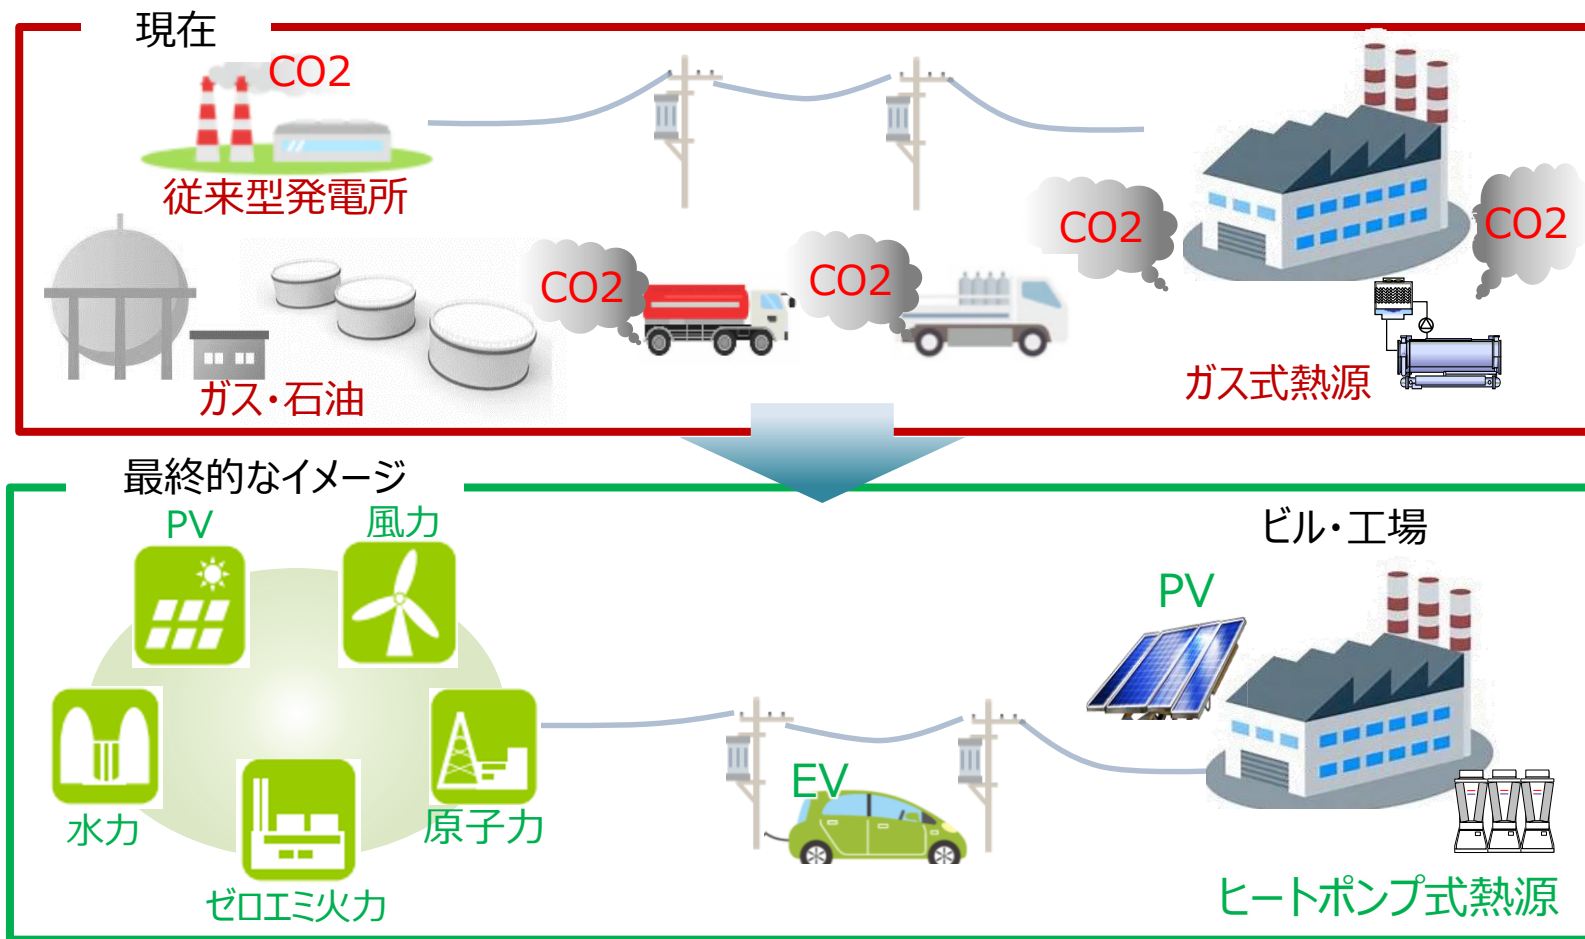 現在
CO2
従来型発電所
CO2
CO2
CO2
CO2
ガス・石油
ガス式熱源
最終的なイメージ
PV
風力
ビル・工場
PV
EV
水力
原子力
ゼロエミ火力
ヒートポンプ式熱源